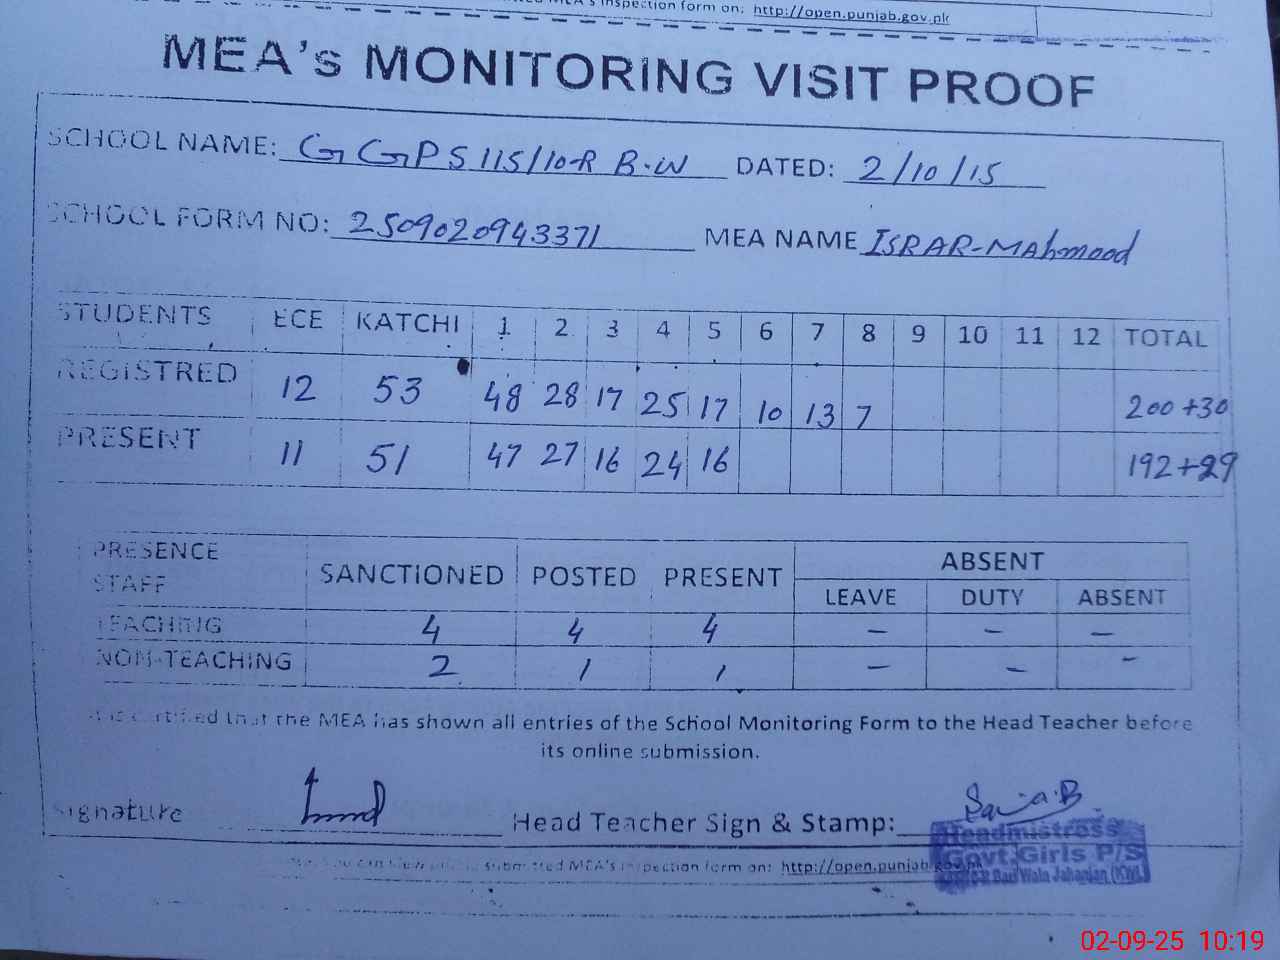 MEA's inspection form on: http://open.punjab.gov.pk
MEA's MONITORING VISIT PROOF
SCHOOL NAME: GGPS 115/10-R B.W DATED: 2/10/15
SCHOOL FORM NO: 2509020943371 MEA NAME ISRAR-MAhmood
STUDENTS ECE KATCHI 1 2 3 4 5 6 7 8 9 10 11 12 TOTAL
REGISTRED 12 53 48 28 17 25 17 10 13 7 200+30
PRESENT 11 51 47 27 16 24 16 192+29
PRESENCE STAFF SANCTIONED POSTED PRESENT ABSENT
LEAVE DUTY ABSENT
TEACHING 4 4 4 - - -
NON-TEACHING 2 1 1 - - -
certified that the MEA has shown all entries of the School Monitoring Form to the Head Teacher before
its online submission.
Signature Head Teacher Sign & Stamp:
Headmistress
Govt. Girls P/S
Jahanian
submitted MEA's inspection form on: http://open.punjab.gov.pk
02-09-25 10:19